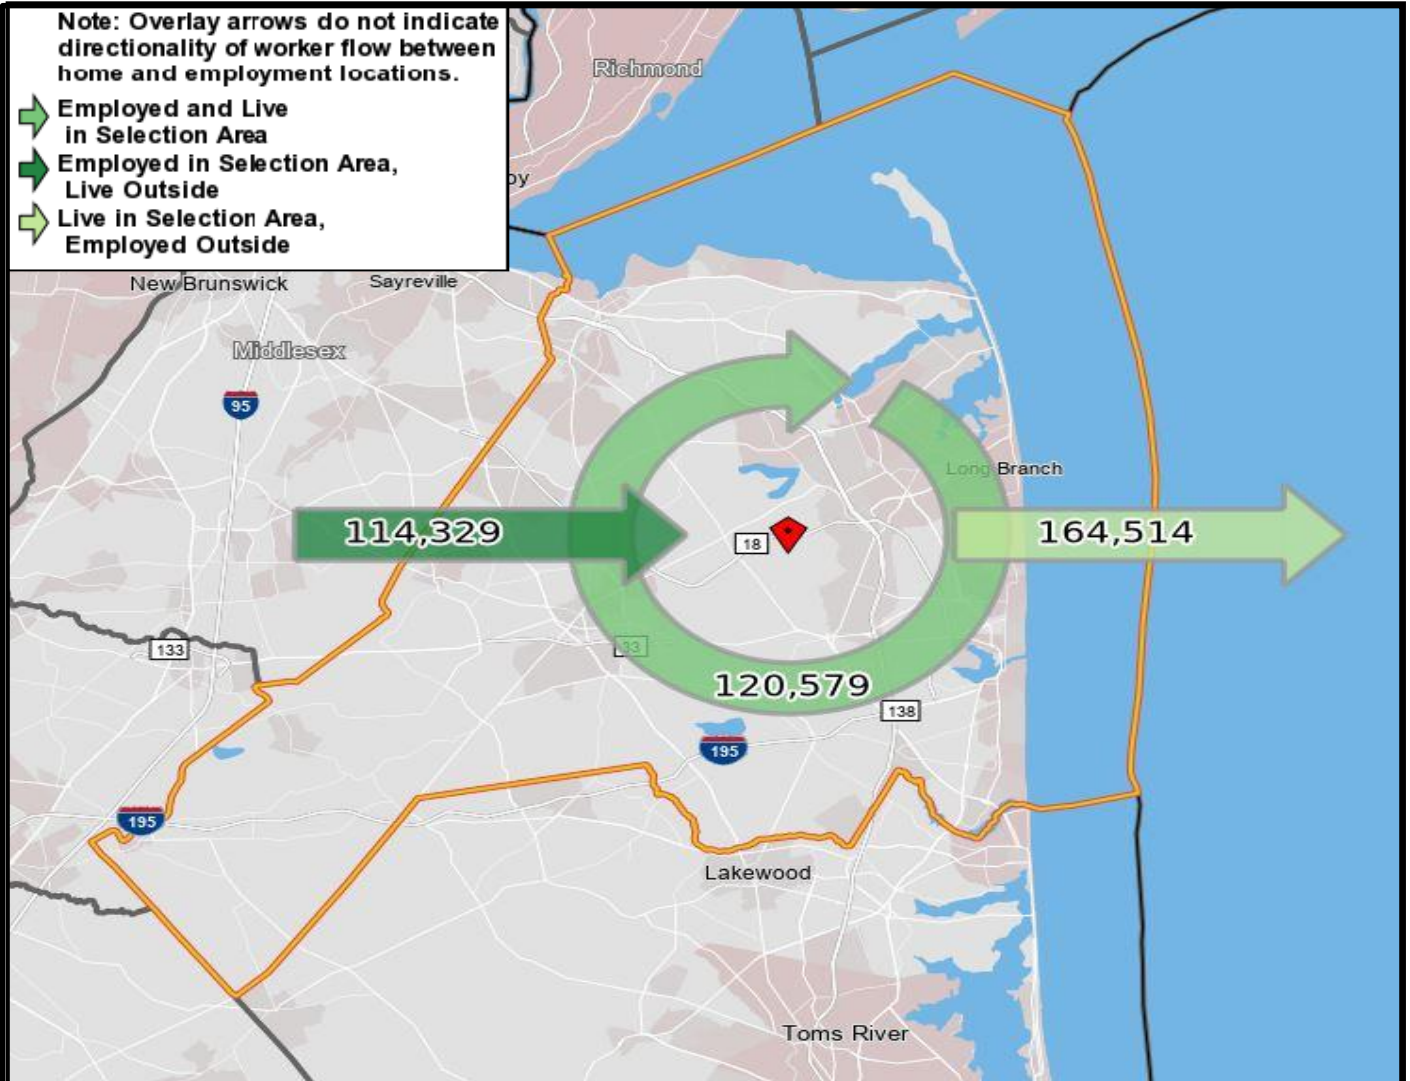 Note: Overlay arrows do not indicate
directionality of worker flow between
home and employment locations.
Employed and Live
in Selection Area
Employed in Selection Area,
Live Outside
Live in Selection Area,
Employed Outside
Richmond
oy
New Brunswick
Sayreville
Middlesex
95
Long Branch
114,329
18
164,514
133
33
120,579
138
195
195
Lakewood
Toms River